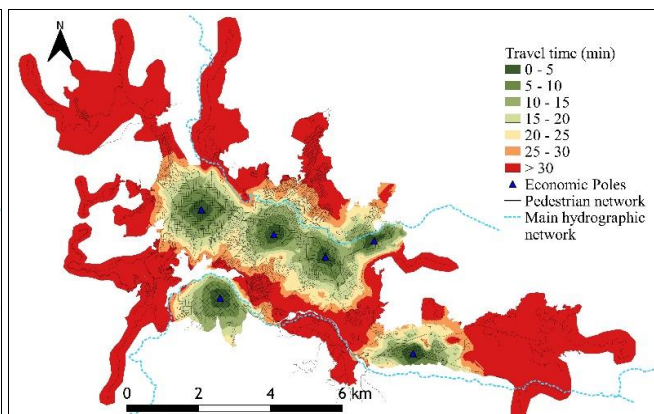 N
Travel time (min)
0 - 5
5 - 10
10 - 15
15 - 20
20 - 25
25 - 30
> 30
Economic Poles
Pedestrian network
Main hydrographic
network
0 2 4 6 km